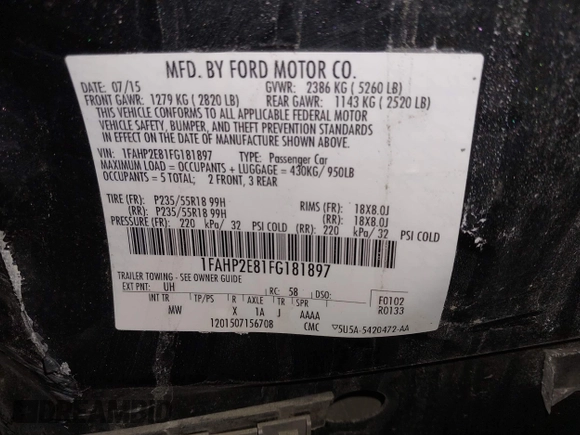 MFD. BY FORD MOTOR CO.
DATE: 07/15 GVWR: 2386 KG ( 5260 LB)
FRONT GAWR: 1279 KG ( 2820 LB) REAR GAWR: 1143 KG ( 2520 LB)
THIS VEHICLE CONFORMS TO ALL APPLICABLE FEDERAL MOTOR
VEHICLE SAFETY, BUMPER, AND THEFT PREVENTION STANDARDS
IN EFFECT ON THE DATE OF MANUFACTURE SHOWN ABOVE.
VIN: 1FAHP2E81FG181897 TYPE: Passenger Car
MAXIMUM LOAD = OCCUPANTS + LUGGAGE = 430KG/ 950LB
OCCUPANTS = 5 TOTAL; 2 FRONT, 3 REAR
TIRE (FR): P235/55R18 99H RIMS (FR): 18X8.0J
(RR): P235/55R18 99H (RR): 18X8.0J
PRESSURE (FR): 220 kPa/ 32 PSI COLD (RR): 220 kPa/ 32 PSI COLD
1FAHP2E81FG181897
TRAILER TOWING - SEE OWNER GUIDE
EXT PNT: UH RC: 58 DSO: F0102
INT TR TP/PS R AXLE TR SPR R0133
MW X 1A J AAAA
1201507156708 CMC 5U5A-5420472-AA
DREAMBID